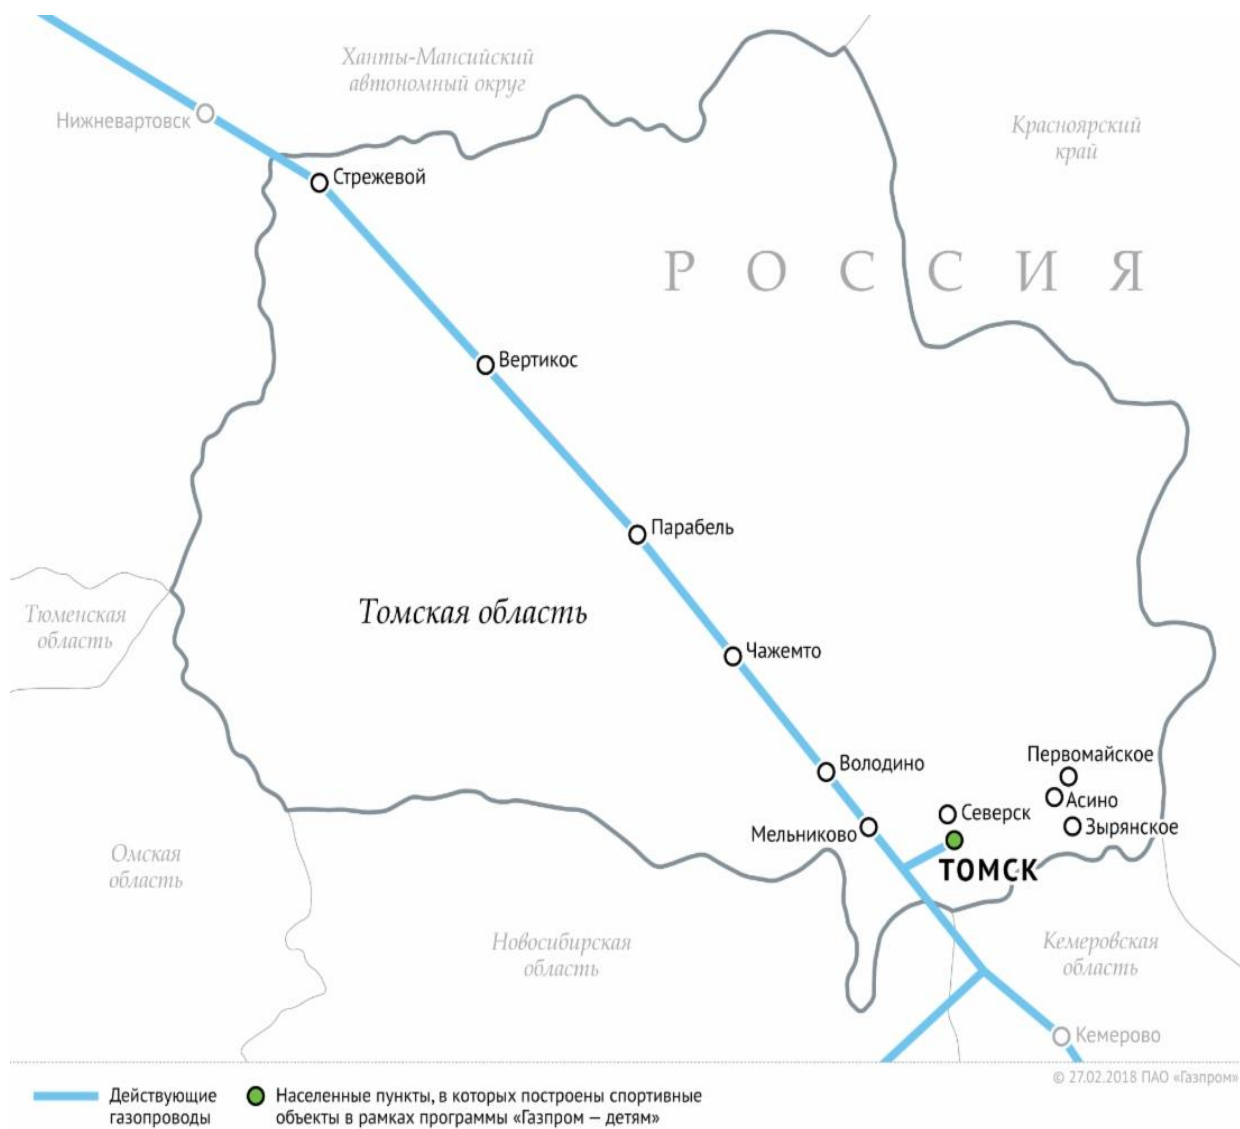 Ханты-Мансийский
автономный округ
Нижневартовск
Красноярский
край
Стрежевой
РОССИЯ
Вертикос
Парабель
Томская область
Тюменская
область
Чажемто
Первомайское
Володино
Асино
Северск
Зырянское
Мельниково
ТОМСК
Омская
область
Новосибирская
область
Кемеровская
область
Кемерово
© 27.02.2018 ПАО «Газпром»
Действующие
газопроводы
Населенные пункты, в которых построены спортивные
объекты в рамках программы «Газпром — детям»